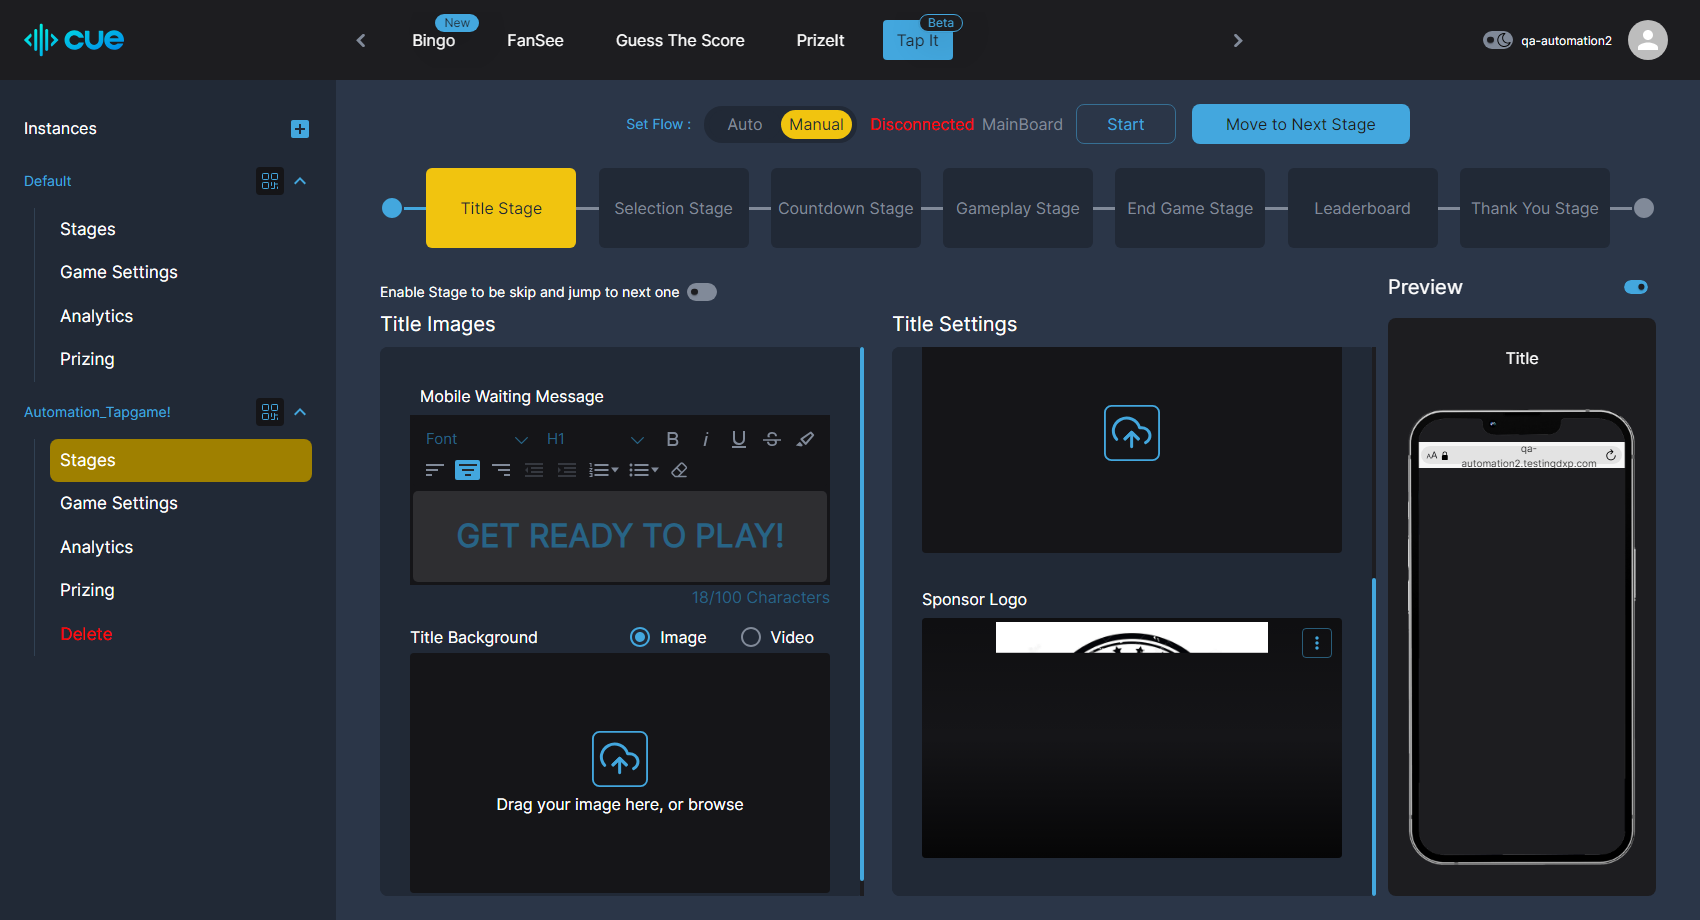 cue
New
Bingo
FanSee
Guess The Score
PrizeIt
Beta
Tap It
qa-automation2
Instances
Default
Stages
Game Settings
Analytics
Prizing
Automation_Tapgame!
Stages
Game Settings
Analytics
Prizing
Delete
Set Flow :
Auto
Manual
Disconnected MainBoard
Start
Move to Next Stage
Title Stage
Selection Stage
Countdown Stage
Gameplay Stage
End Game Stage
Leaderboard
Thank You Stage
Enable Stage to be skip and jump to next one
Title Images
Mobile Waiting Message
Font
H1
B
i
U
S
GET READY TO PLAY!
18/100 Characters
Title Background
Image
Video
Drag your image here, or browse
Title Settings
Sponsor Logo
Preview
Title
AA
qa-
automation2.testingdxp.com